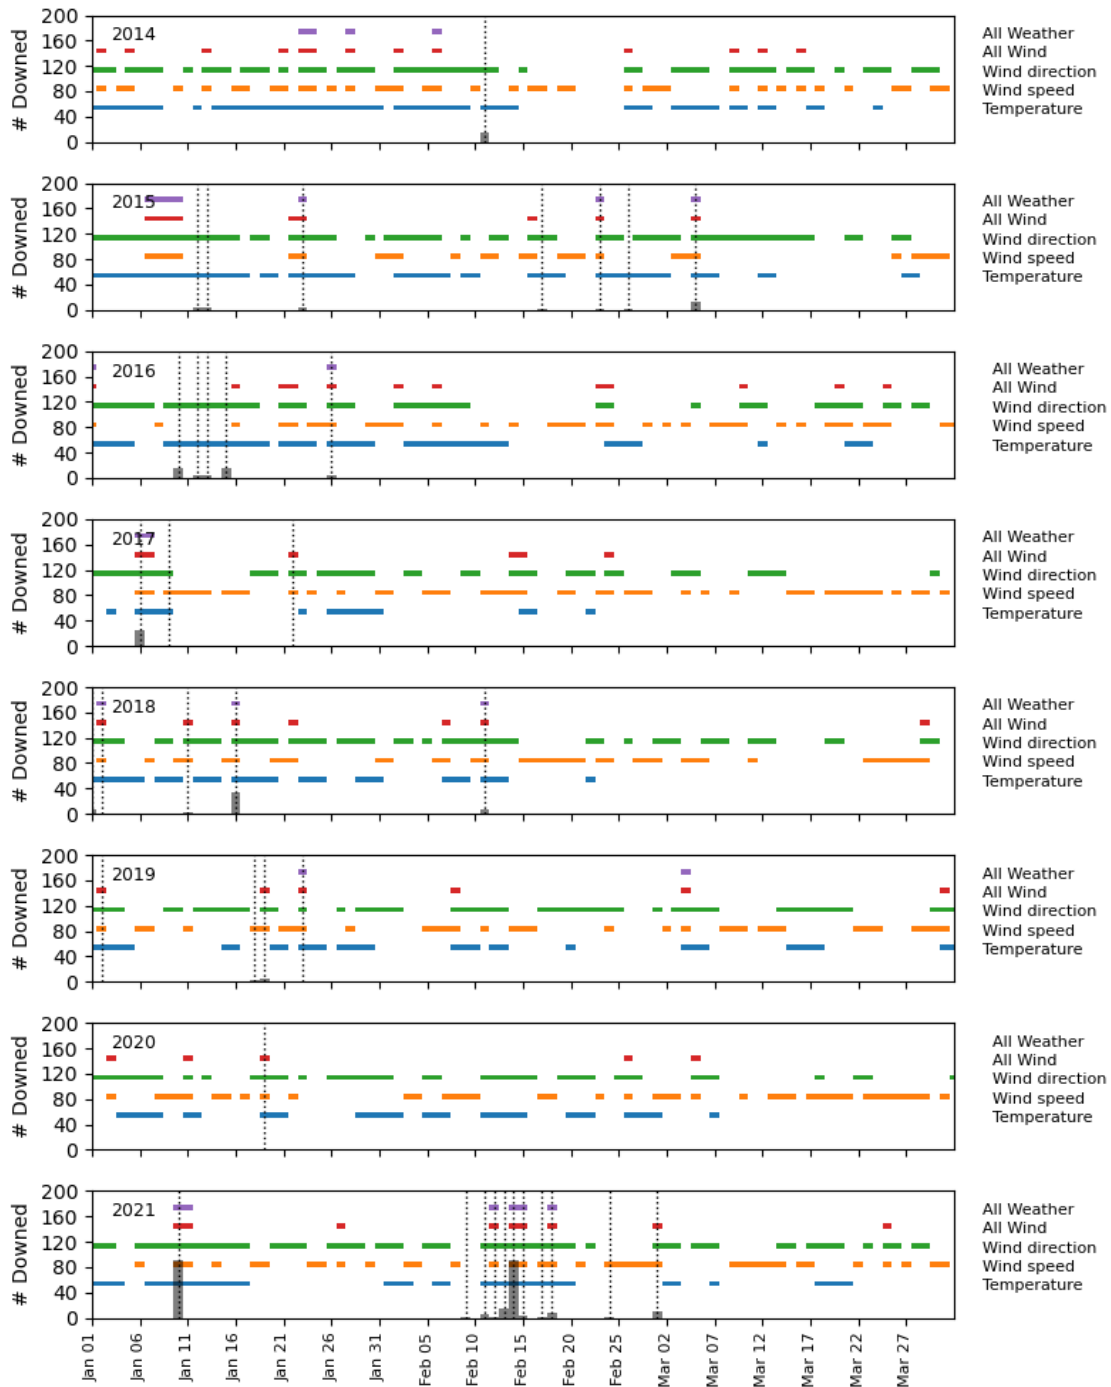 200
160
120
80
40
0
# Downed
2014
All Weather
All Wind
Wind direction
Wind speed
Temperature
200
160
120
80
40
0
# Downed
2015
All Weather
All Wind
Wind direction
Wind speed
Temperature
200
160
120
80
40
0
# Downed
2016
All Weather
All Wind
Wind direction
Wind speed
Temperature
200
160
120
80
40
0
# Downed
2017
All Weather
All Wind
Wind direction
Wind speed
Temperature
200
160
120
80
40
0
# Downed
2018
All Weather
All Wind
Wind direction
Wind speed
Temperature
200
160
120
80
40
0
# Downed
2019
All Weather
All Wind
Wind direction
Wind speed
Temperature
200
160
120
80
40
0
# Downed
2020
All Weather
All Wind
Wind direction
Wind speed
Temperature
200
160
120
80
40
0
# Downed
2021
All Weather
All Wind
Wind direction
Wind speed
Temperature
Jan 01
Jan 06
Jan 11
Jan 16
Jan 21
Jan 26
Jan 31
Feb 05
Feb 10
Feb 15
Feb 20
Feb 25
Mar 02
Mar 07
Mar 12
Mar 17
Mar 22
Mar 27